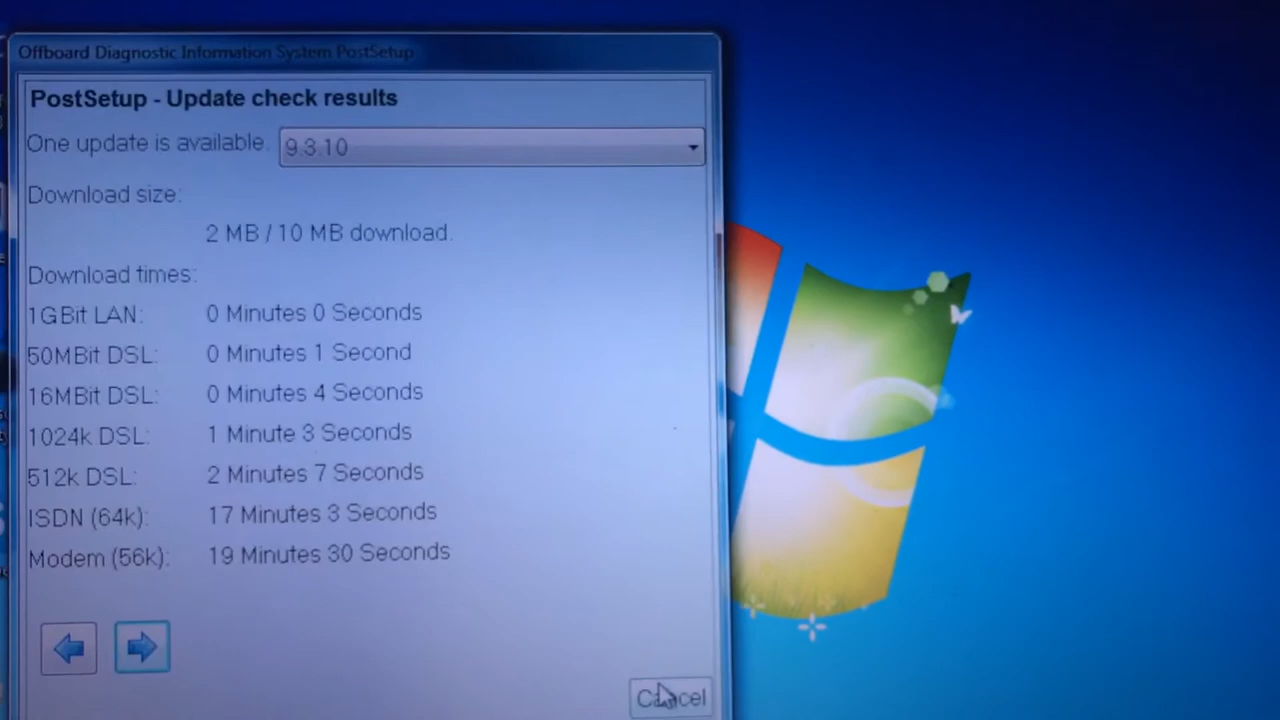 Offboard Diagnostic Information System PostSetup
PostSetup - Update check results
One update is available. 9.3.10
Download size:
2 MB / 10 MB download.
Download times:
1GBit LAN: 0 Minutes 0 Seconds
50MBit DSL: 0 Minutes 1 Second
16MBit DSL: 0 Minutes 4 Seconds
1024k DSL: 1 Minute 3 Seconds
512k DSL: 2 Minutes 7 Seconds
ISDN (64k): 17 Minutes 3 Seconds
Modem (56k): 19 Minutes 30 Seconds
Cancel